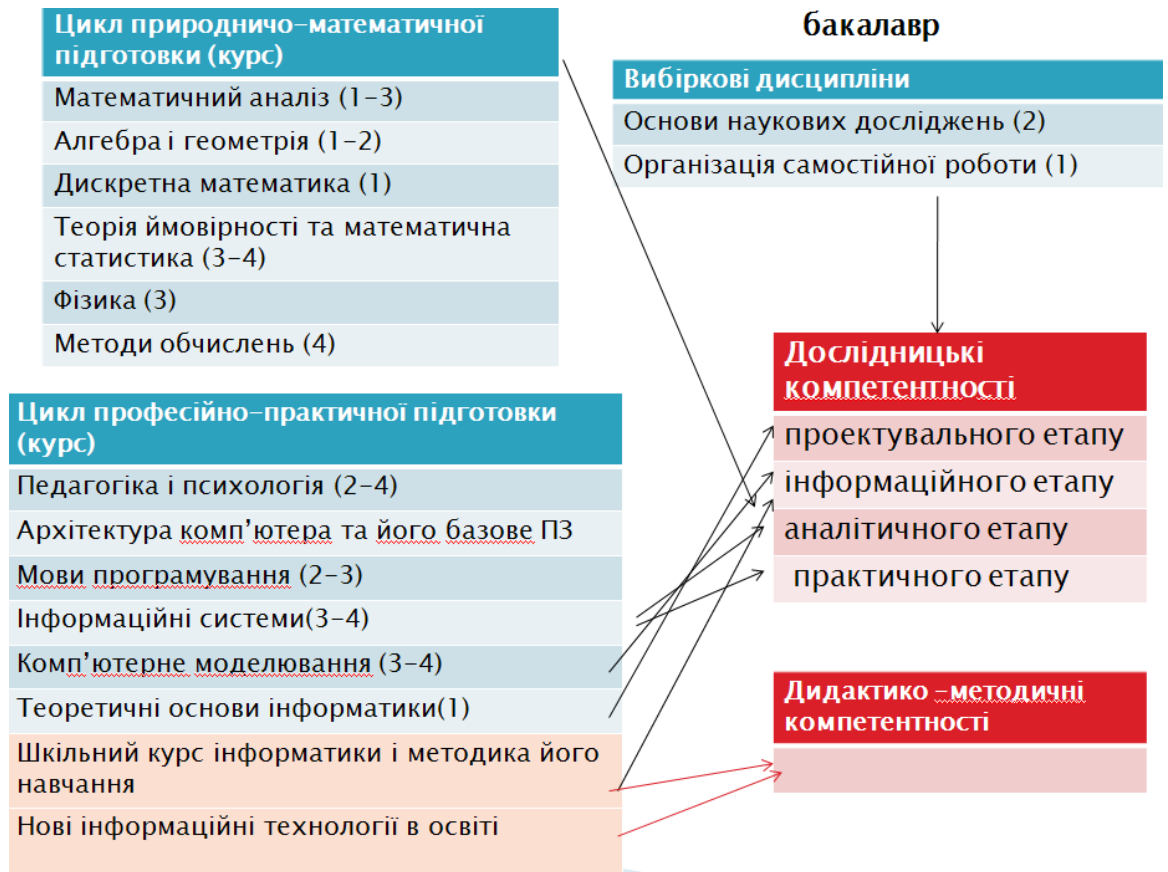 Цикл природничо-математичної
підготовки (курс)
Математичний аналіз (1-3)
Алгебра і геометрія (1-2)
Дискретна математика (1)
Теорія ймовірності та математична
статистика (3-4)
Фізика (3)
Методи обчислень (4)
бакалавр
Вибіркові дисципліни
Основи наукових досліджень (2)
Організація самостійної роботи (1)
Цикл професійно-практичної підготовки
(курс)
Педагогіка і психологія (2-4)
Архітектура комп’ютера та його базове ПЗ
Мови програмування (2-3)
Інформаційні системи(3-4)
Комп’ютерне моделювання (3-4)
Теоретичні основи інформатики(1)
Шкільний курс інформатики і методика його
навчання
Нові інформаційні технології в освіті
Дослідницькі
компетентності
проектувального етапу
інформаційного етапу
аналітичного етапу
практичного етапу
Дидактико -методичні
компетентності